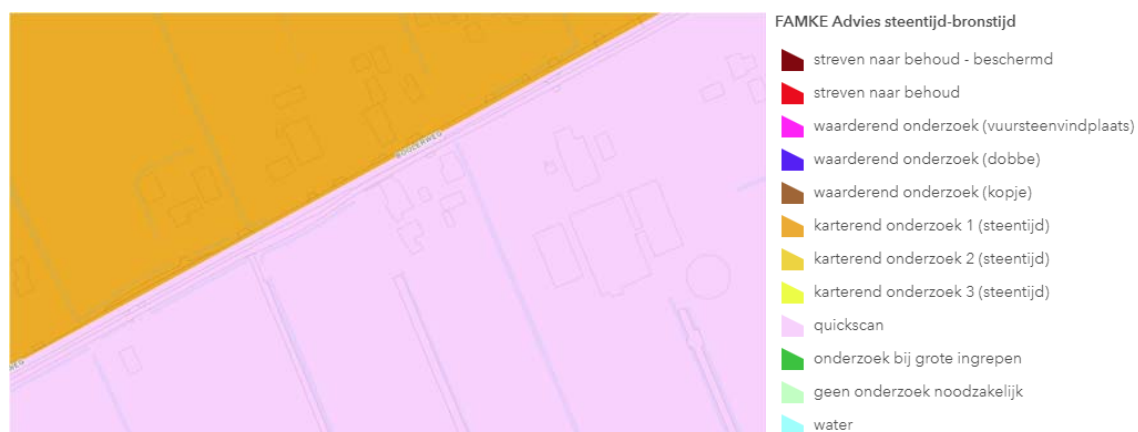 FAMKE Advies steentijd-bronstijd
streven naar behoud - beschermd
streven naar behoud
waarderend onderzoek (vuursteenvindplaats)
waarderend onderzoek (dobbe)
waarderend onderzoek (kopje)
karterend onderzoek 1 (steentijd)
karterend onderzoek 2 (steentijd)
karterend onderzoek 3 (steentijd)
quickscan
onderzoek bij grote ingrepen
geen onderzoek noodzakelijk
water